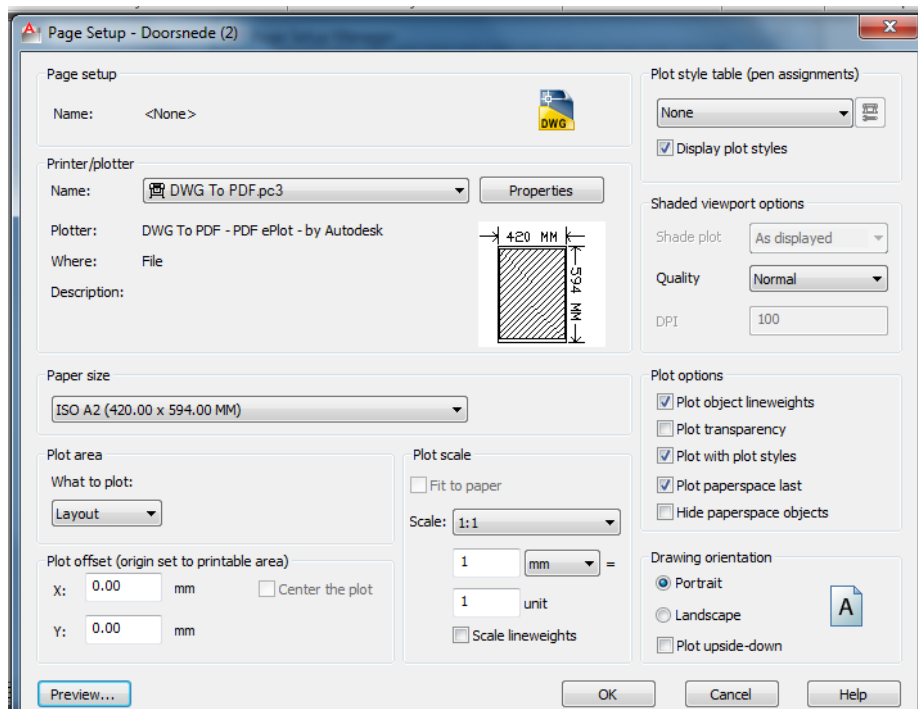 Page Setup - Doorsnede (2)
Page setup
Name: <None>
DWG
Printer/plotter
Name: DWG To PDF.pc3
Properties
Plotter: DWG To PDF - PDF ePlot - by Autodesk
Where: File
Description:
420 MM
594 MM
Paper size
ISO A2 (420.00 x 594.00 MM)
Plot area
What to plot:
Layout
Plot offset (origin set to printable area)
X: 0.00 mm
Center the plot
Y: 0.00 mm
Plot scale
Fit to paper
Scale: 1:1
1 mm =
1 unit
Scale lineweights
Plot style table (pen assignments)
None
Display plot styles
Shaded viewport options
Shade plot As displayed
Quality Normal
DPI 100
Plot options
Plot object lineweights
Plot transparency
Plot with plot styles
Plot paperspace last
Hide paperspace objects
Drawing orientation
Portrait
Landscape
Plot upside-down
A
Preview...
OK
Cancel
Help